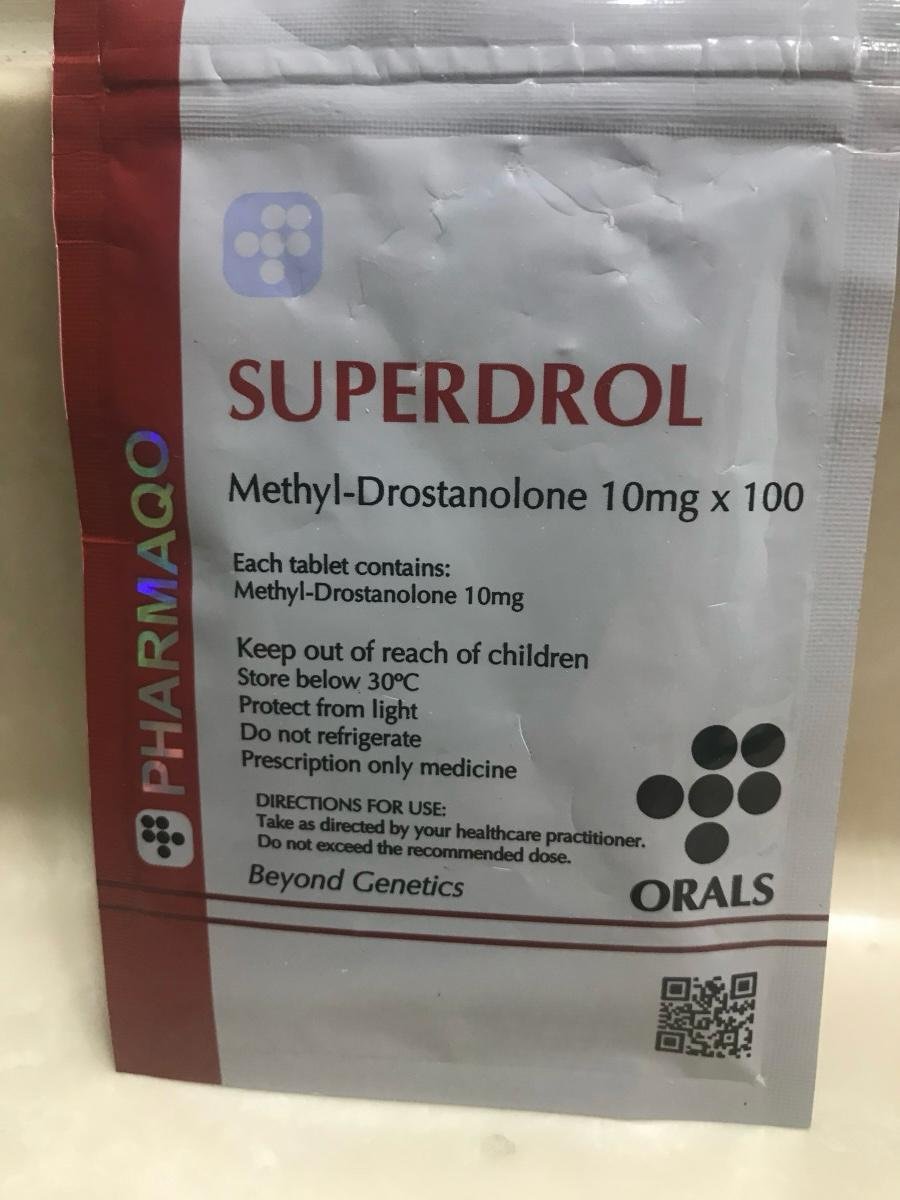 SUPERDROL
Methyl-Drostanolone 10mg x 100
Each tablet contains:
Methyl-Drostanolone 10mg
Keep out of reach of children
Store below 30ºC
Protect from light
Do not refrigerate
Prescription only medicine
DIRECTIONS FOR USE:
Take as directed by your healthcare practitioner.
Do not exceed the recommended dose.
Beyond Genetics
ORALS
PHARMAQO